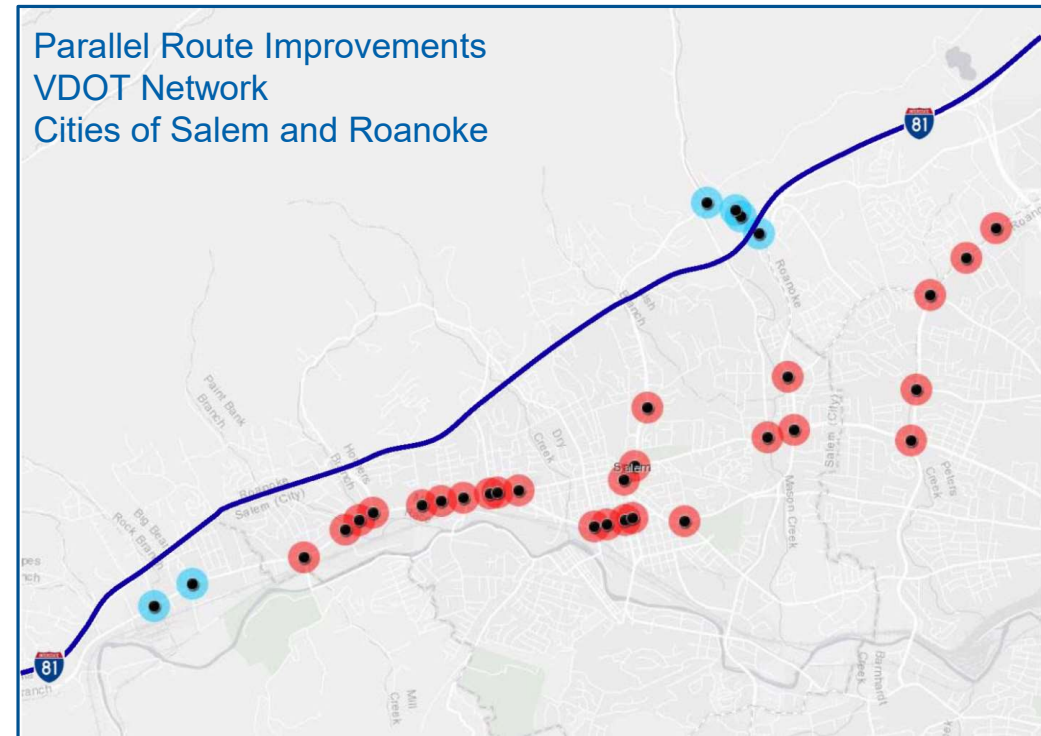 Parallel Route Improvements
VDOT Network
Cities of Salem and Roanoke
81
Roanoke
Paint Bank
Branch
Dry
Creek
Salem
Salem (City)
Mason Creek
Peters
Creek
Roanoke
Salem (City)
Big Bear
Rock Branch
Branch
81
Mill
Creek
Barnhardt
Creek